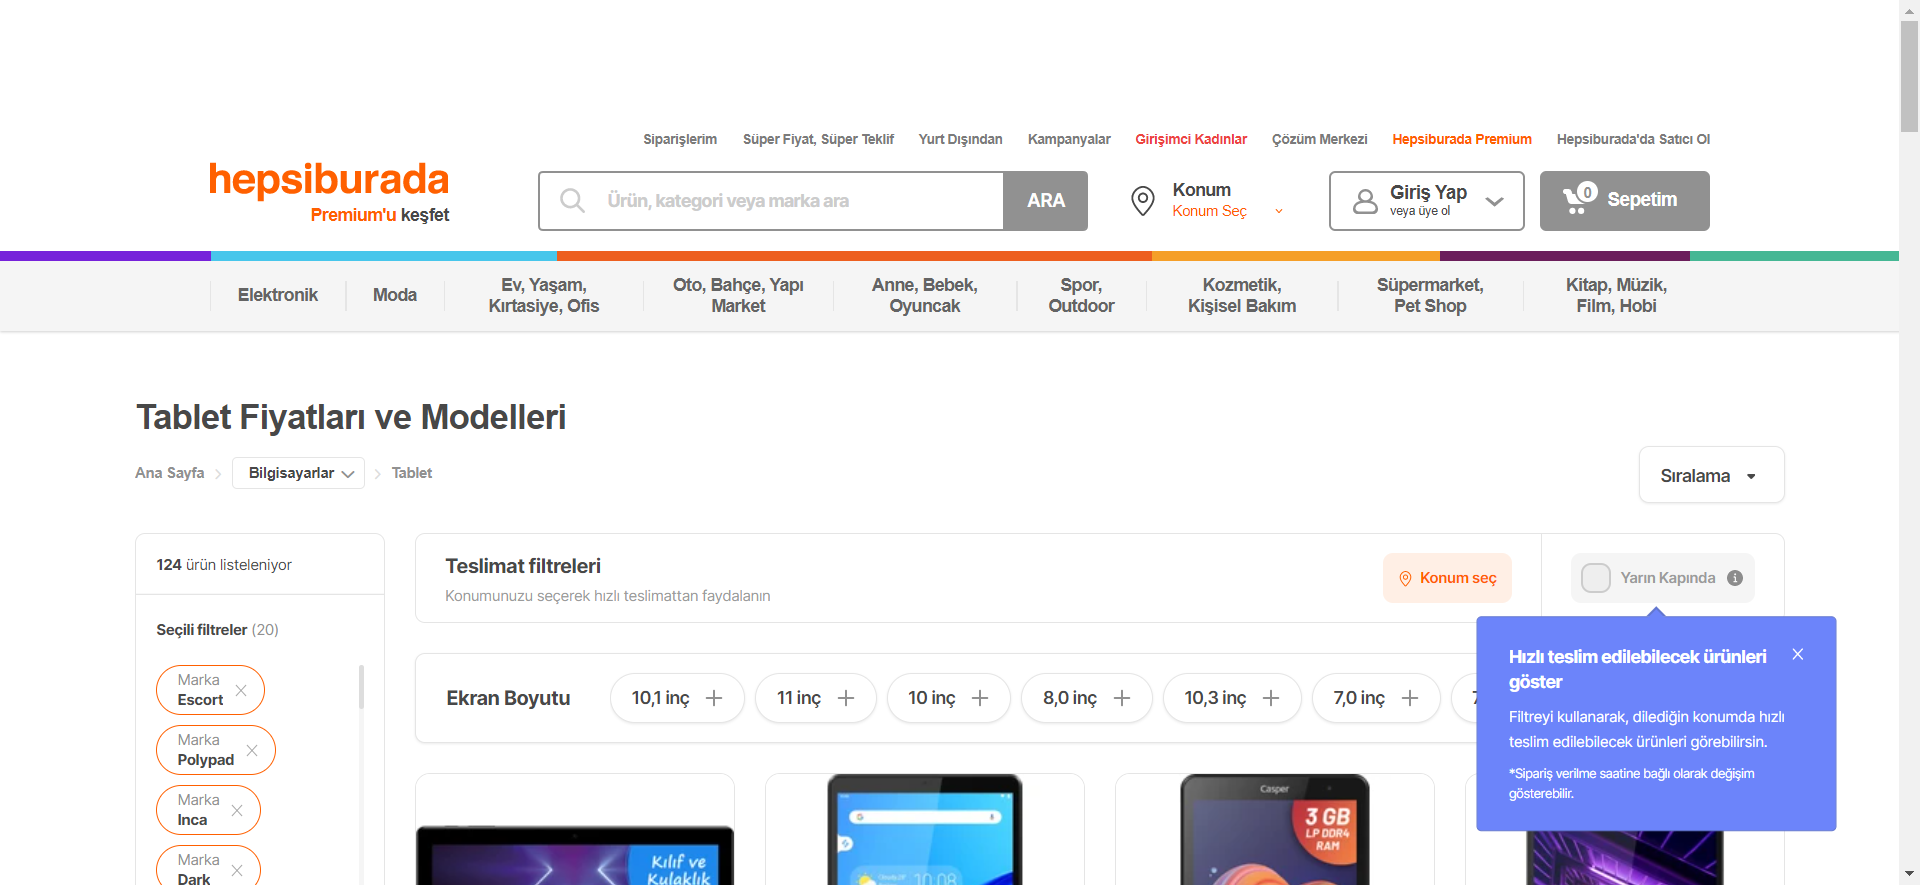 Siparişlerim Süper Fiyat, Süper Teklif Yurt Dışından Kampanyalar Girişimci Kadınlar Çözüm Merkezi Hepsiburada Premium Hepsiburada'da Satıcı Ol
hepsiburada
Premium'u keşfet
Ürün, kategori veya marka ara
ARA
Konum
Konum Seç
Giriş Yap
veya üye ol
0
Sepetim
Elektronik
Moda
Ev, Yaşam,
Kırtasiye, Ofis
Oto, Bahçe, Yapı
Market
Anne, Bebek,
Oyuncak
Spor,
Outdoor
Kozmetik,
Kişisel Bakım
Süpermarket,
Pet Shop
Kitap, Müzik,
Film, Hobi
Tablet Fiyatları ve Modelleri
Ana Sayfa Bilgisayarlar Tablet
Sıralama
124 ürün listeleniyor
Seçili filtreler (20)
Marka
Escort
Marka
Polypad
Marka
Inca
Marka
Dark
Teslimat filtreleri
Konumunuzu seçerek hızlı teslimattan faydalanın
Konum seç
Yarın Kapında
Hızlı teslim edilebilecek ürünleri
göster
Filtreyi kullanarak, dilediğin konumda hızlı
teslim edilebilecek ürünleri görebilirsin.
*Sipariş verilme saatine bağlı olarak değişim
gösterebilir.
Ekran Boyutu
10,1 inç 11 inç 10 inç 8,0 inç 10,3 inç 7,0 inç
Kılıf ve
Kulaklık
10:08
Casper
3 GB
LP DDR4
RAM